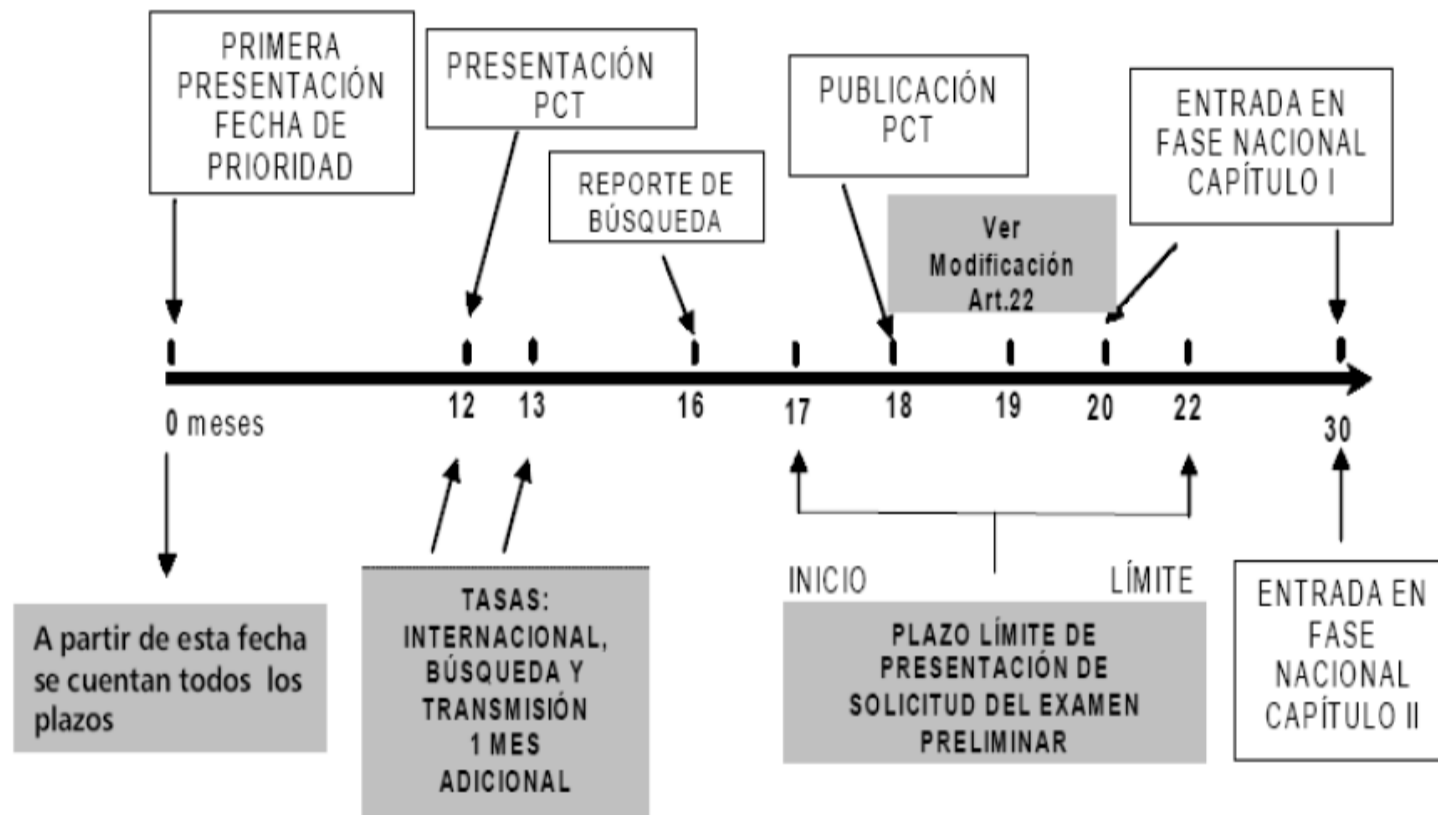 PRIMERA
PRESENTACIÓN
FECHA DE
PRIORIDAD
PRESENTACIÓN
PCT
REPORTE DE
BÚSQUEDA
PUBLICACIÓN
PCT
Ver
Modificación
Art.22
ENTRADA EN
FASE NACIONAL
CAPÍTULO I
0 meses
12
13
16
17
18
19
20
22
30
A partir de esta fecha
se cuentan todos los
plazos
TASAS:
INTERNACIONAL,
BÚSQUEDA Y
TRANSMISIÓN
1 MES
ADICIONAL
INICIO
LÍMITE
PLAZO LÍMITE DE
PRESENTACIÓN DE
SOLICITUD DEL EXAMEN
PRELIMINAR
ENTRADA EN
FASE
NACIONAL
CAPÍTULO II